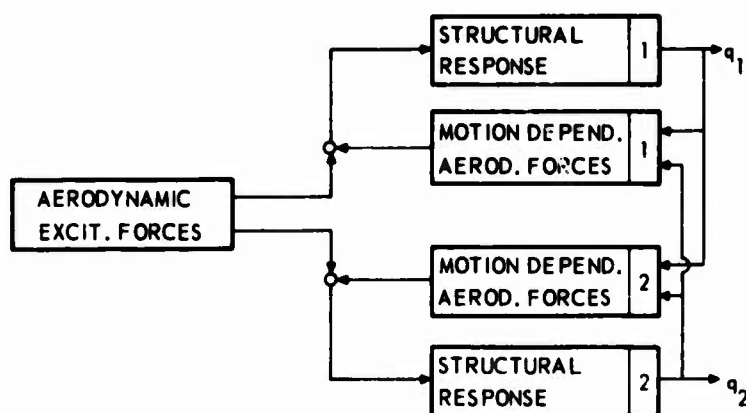 STRUCTURAL
RESPONSE
1
q1
MOTION DEPEND.
AEROD. FORCES
1
AERODYNAMIC
EXCIT. FORCES
MOTION DEPEND.
AEROD. FORCES
2
STRUCTURAL
RESPONSE
2
q2